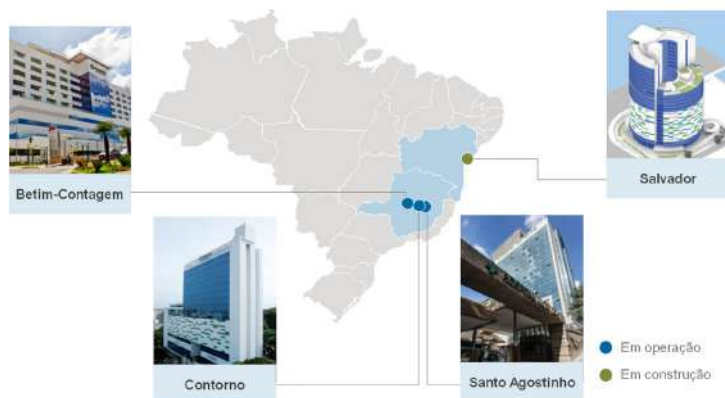 Betim-Contagem
Salvador
Contorno
Santo Agostinho
Em operação
Em construção